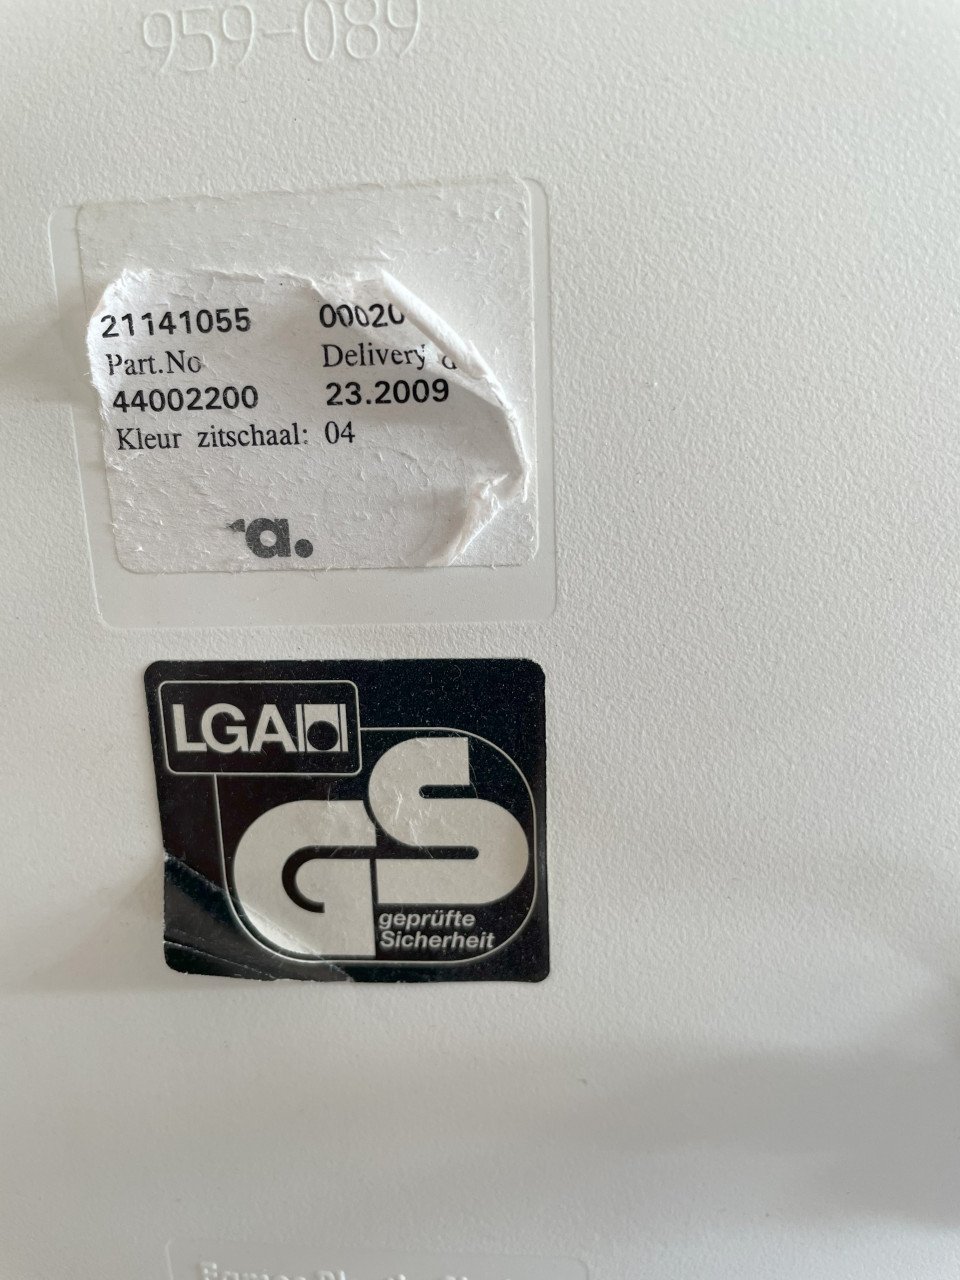 959-089
21141055 00020
Part.No Delivery d
44002200 23.2009
Kleur zitschaal: 04
a.
LGA
GS
geprüfte
Sicherheit